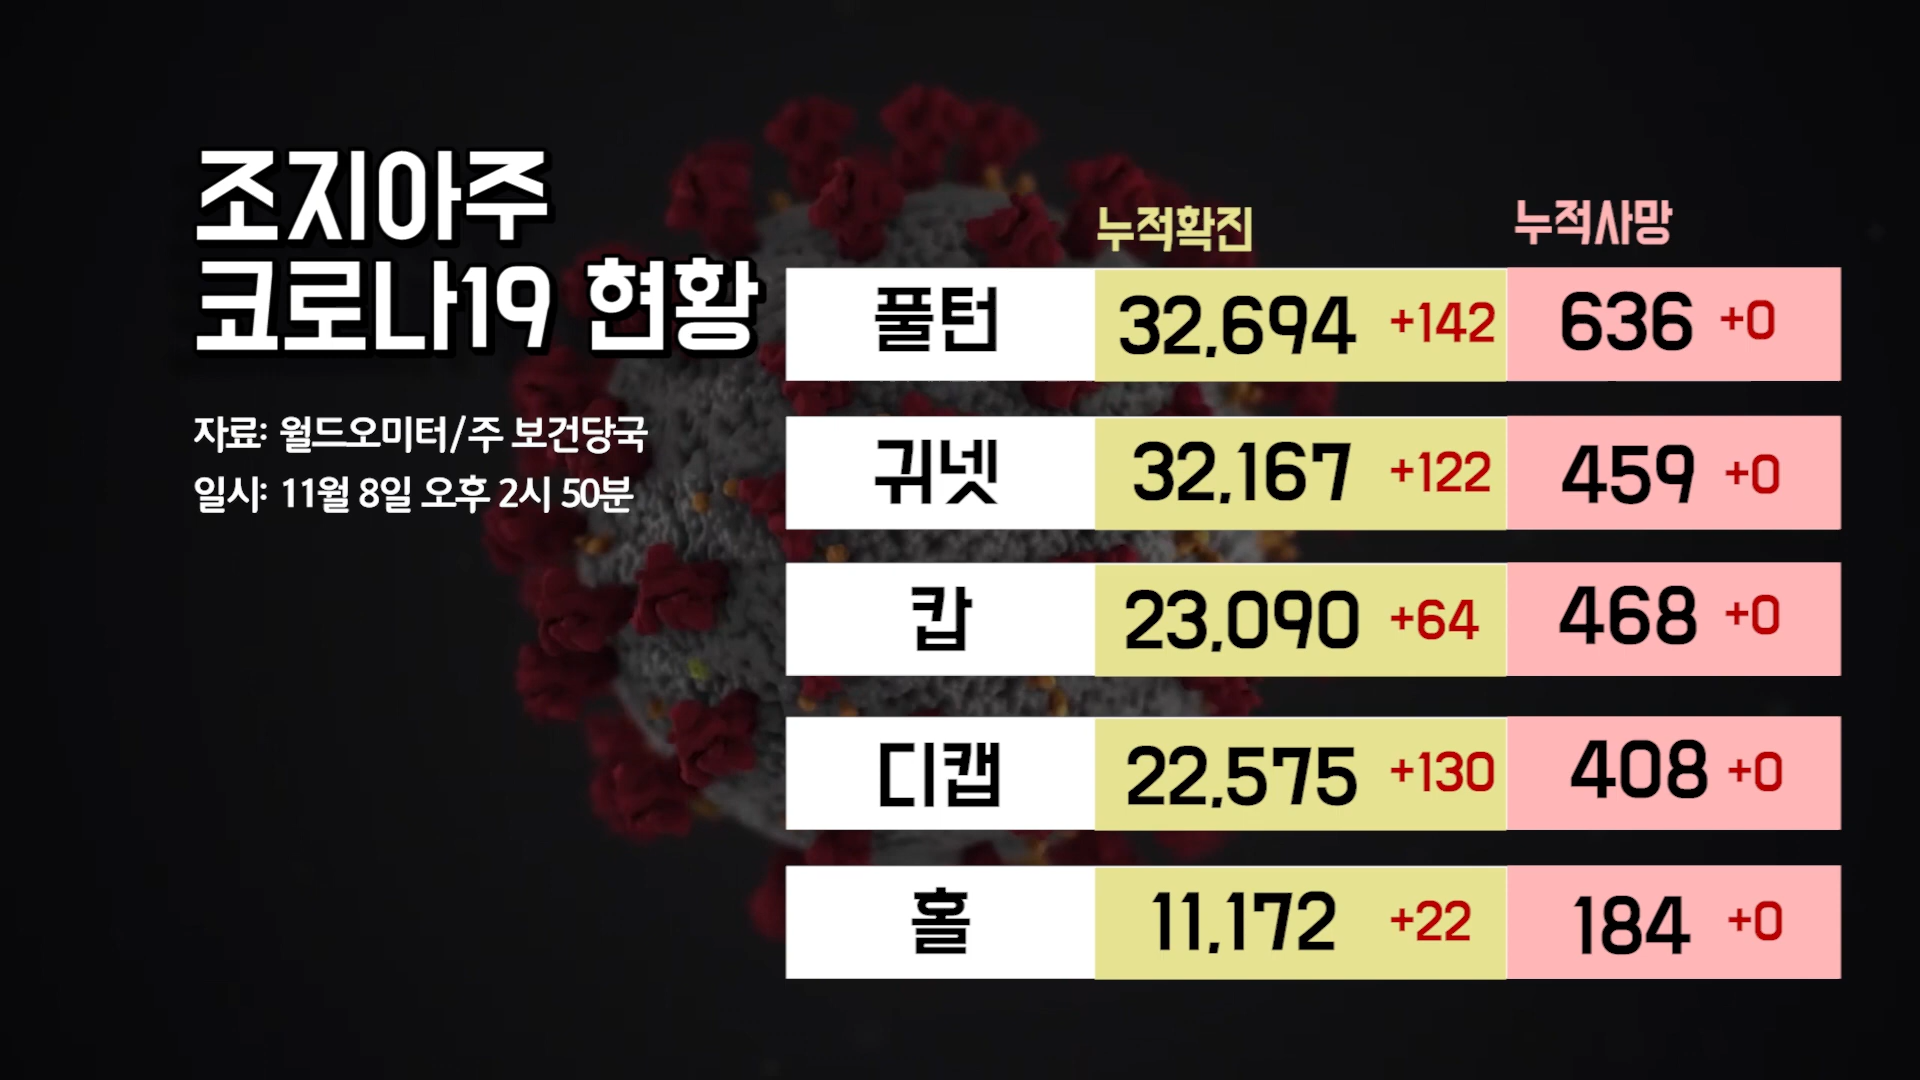 조지아주
코로나19 현황
자료: 월드오미터/주 보건당국
일시: 11월 8일 오후 2시 50분
누적확진 누적사망
풀턴 32,694 +142 636 +0
귀넷 32,167 +122 459 +0
캅 23,090 +64 468 +0
디캡 22,575 +130 408 +0
홀 11,172 +22 184 +0